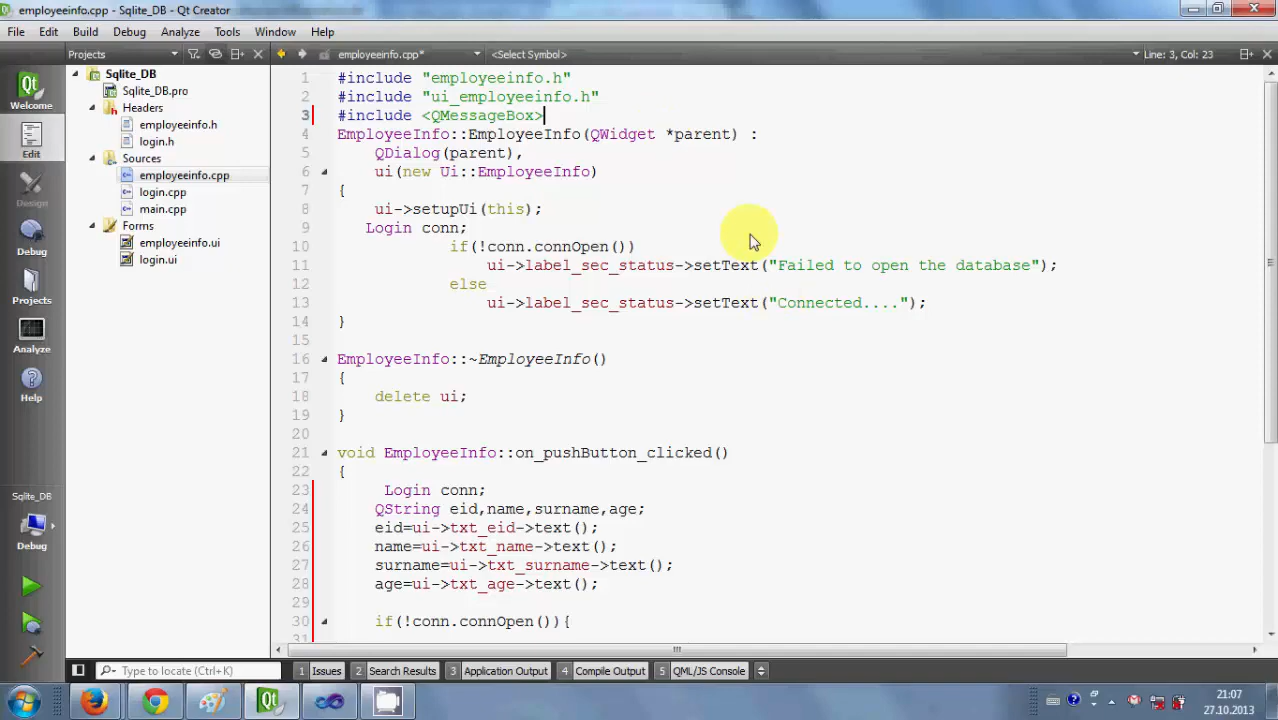 employeeinfo.cpp - Sqlite_DB - Qt Creator
File Edit Build Debug Analyze Tools Window Help
Projects employeeinfo.cpp* <Select Symbol> Line: 3, Col: 23
Welcome
Edit
Design
Debug
Projects
Analyze
Help
Sqlite_DB
Debug
Sqlite_DB
Sqlite_DB.pro
Headers
employeeinfo.h
login.h
Sources
employeeinfo.cpp
login.cpp
main.cpp
Forms
employeeinfo.ui
login.ui
1 #include "employeeinfo.h"
2 #include "ui_employeeinfo.h"
3 #include <QMessageBox>
4 EmployeeInfo::EmployeeInfo(QWidget *parent) :
5 QDialog(parent),
6 ui(new Ui::EmployeeInfo)
7 {
8 ui->setupUi(this);
9 Login conn;
10 if(!conn.connOpen())
11 ui->label_sec_status->setText("Failed to open the database");
12 else
13 ui->label_sec_status->setText("Connected....");
14 }
15
16 EmployeeInfo::~EmployeeInfo()
17 {
18 delete ui;
19 }
20
21 void EmployeeInfo::on_pushButton_clicked()
22 {
23 Login conn;
24 QString eid,name,surname,age;
25 eid=ui->txt_eid->text();
26 name=ui->txt_name->text();
27 surname=ui->txt_surname->text();
28 age=ui->txt_age->text();
29
30 if(!conn.connOpen()){
31
Type to locate (Ctrl+K) 1 Issues 2 Search Results 3 Application Output 4 Compile Output 5 QML/JS Console
21:07
27.10.2013